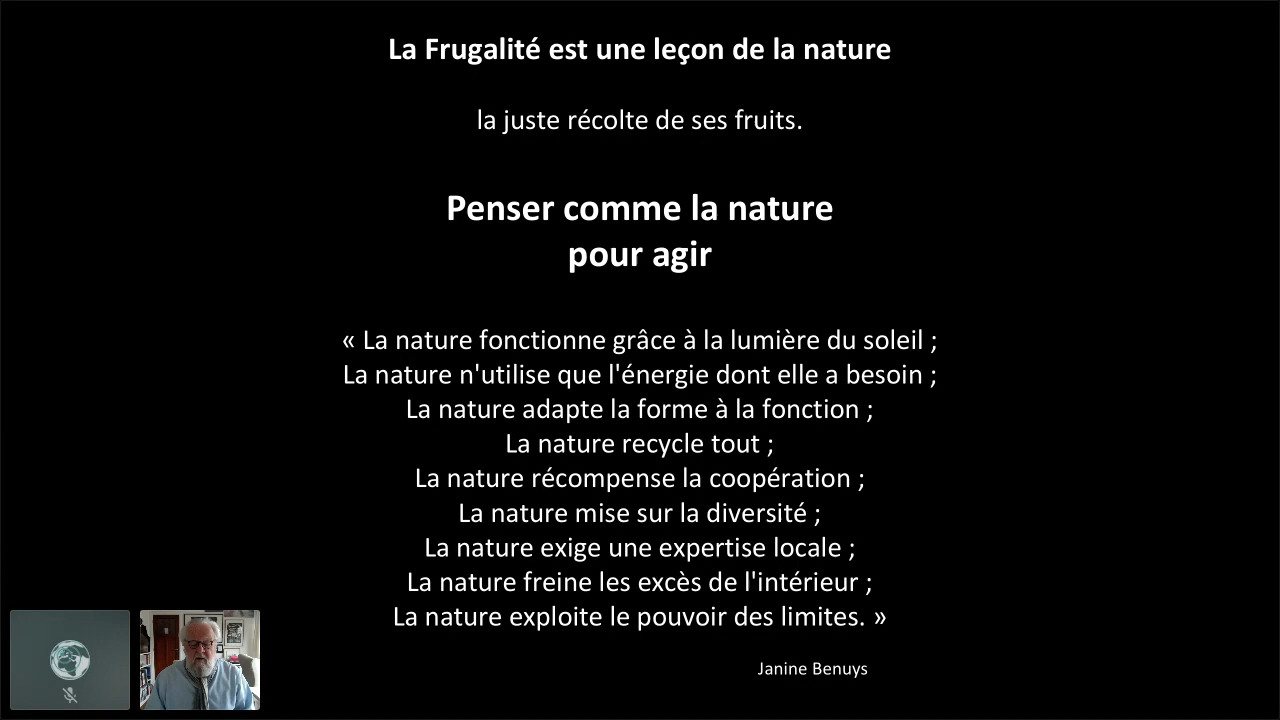 La Frugalité est une leçon de la nature
la juste récolte de ses fruits.
Penser comme la nature
pour agir
« La nature fonctionne grâce à la lumière du soleil ;
La nature n'utilise que l'énergie dont elle a besoin ;
La nature adapte la forme à la fonction ;
La nature recycle tout ;
La nature récompense la coopération ;
La nature mise sur la diversité ;
La nature exige une expertise locale ;
La nature freine les excès de l'intérieur ;
La nature exploite le pouvoir des limites. »
Janine Benuys